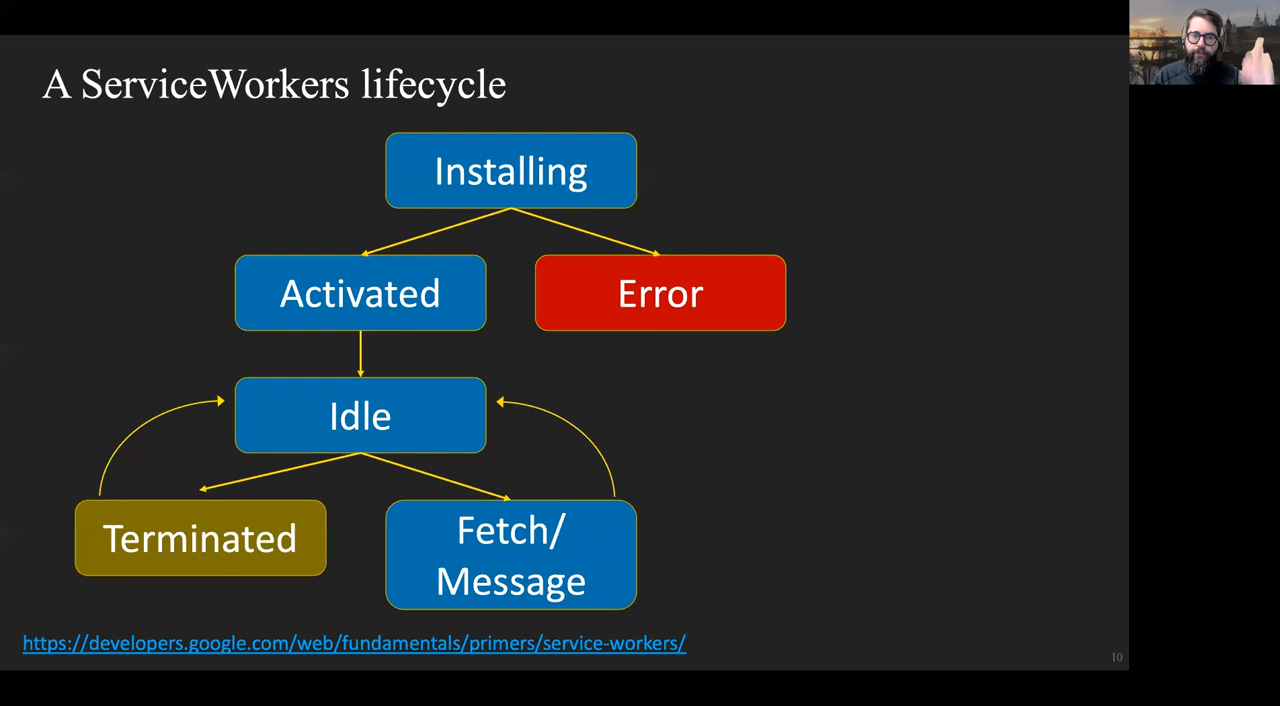 A ServiceWorkers lifecycle
Installing
Activated
Error
Idle
Terminated
Fetch/
Message
https://developers.google.com/web/fundamentals/primers/service-workers/
10